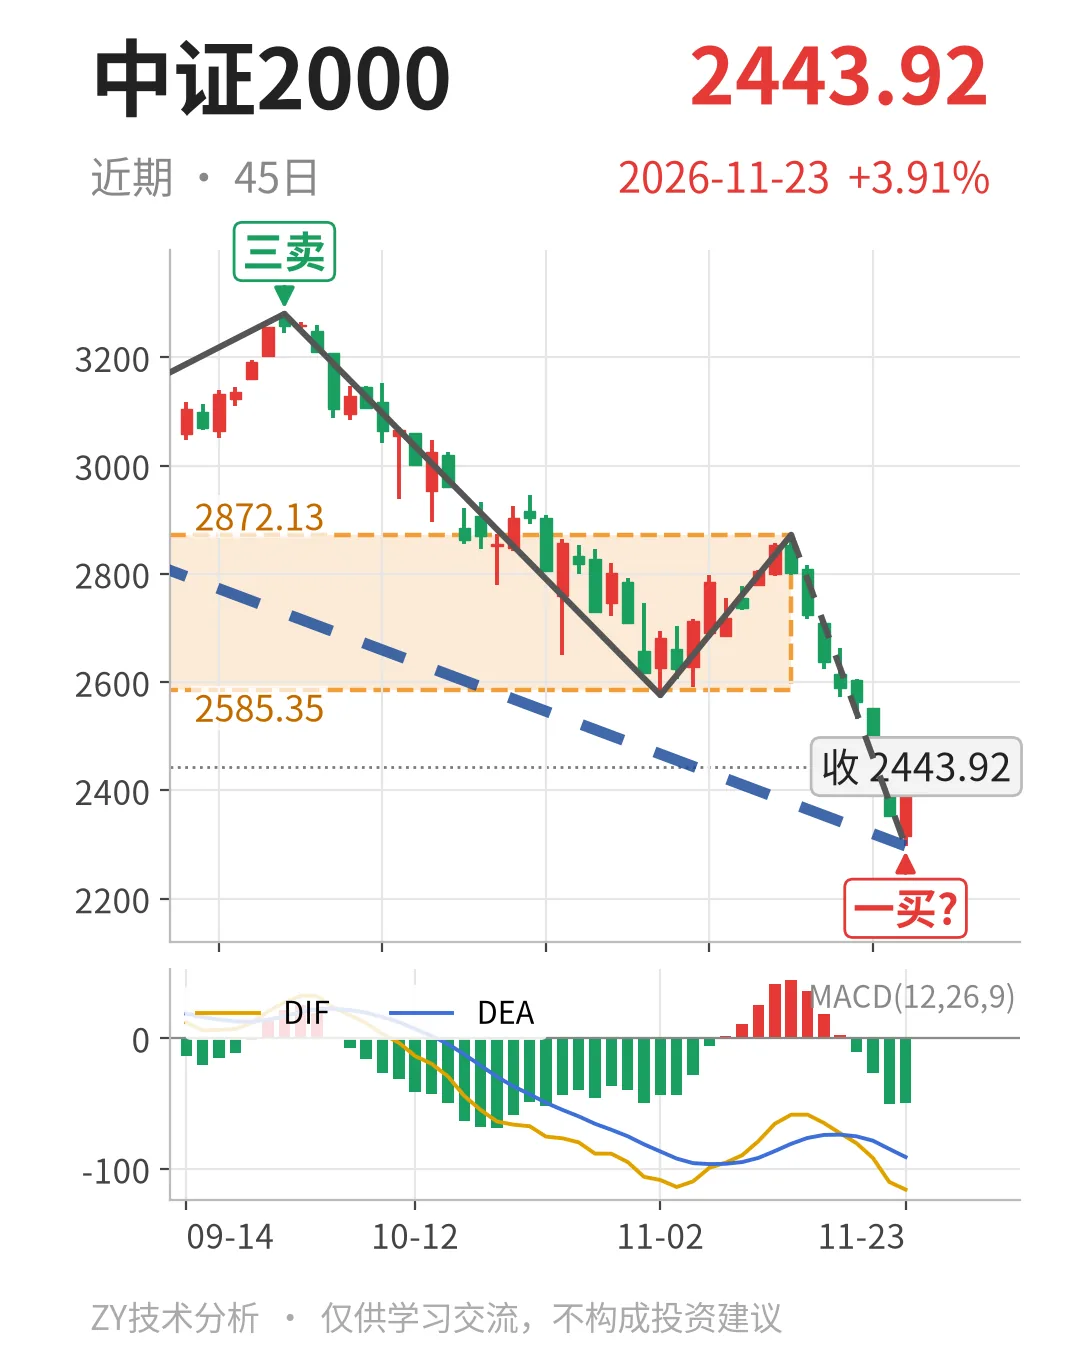 中证2000
2443.92
近期 · 45日
2026-11-23 +3.91%
三卖
3200
3000
2872.13
2800
2600
2585.35
收 2443.92
2400
2200
一买?
DIF
DEA
MACD(12,26,9)
0
-100
09-14
10-12
11-02
11-23
ZY技术分析 · 仅供学习交流，不构成投资建议